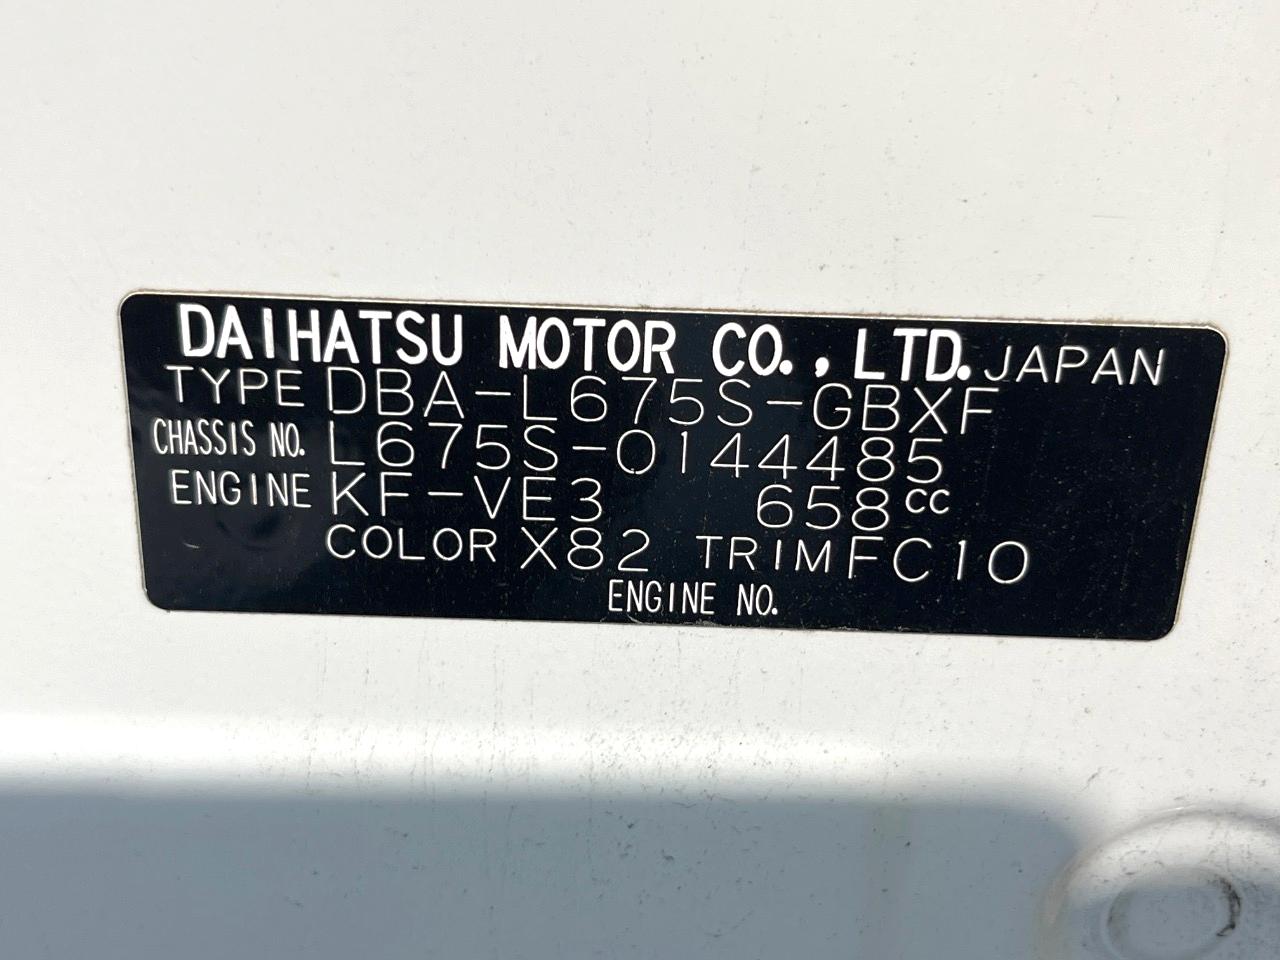 DAIHATSU MOTOR CO., LTD. JAPAN
TYPE DBA-L675S-GBXF
CHASSIS NO. L675S-0144485
ENGINE KF-VE3 658cc
COLOR X82 TRIM FC10
ENGINE NO.